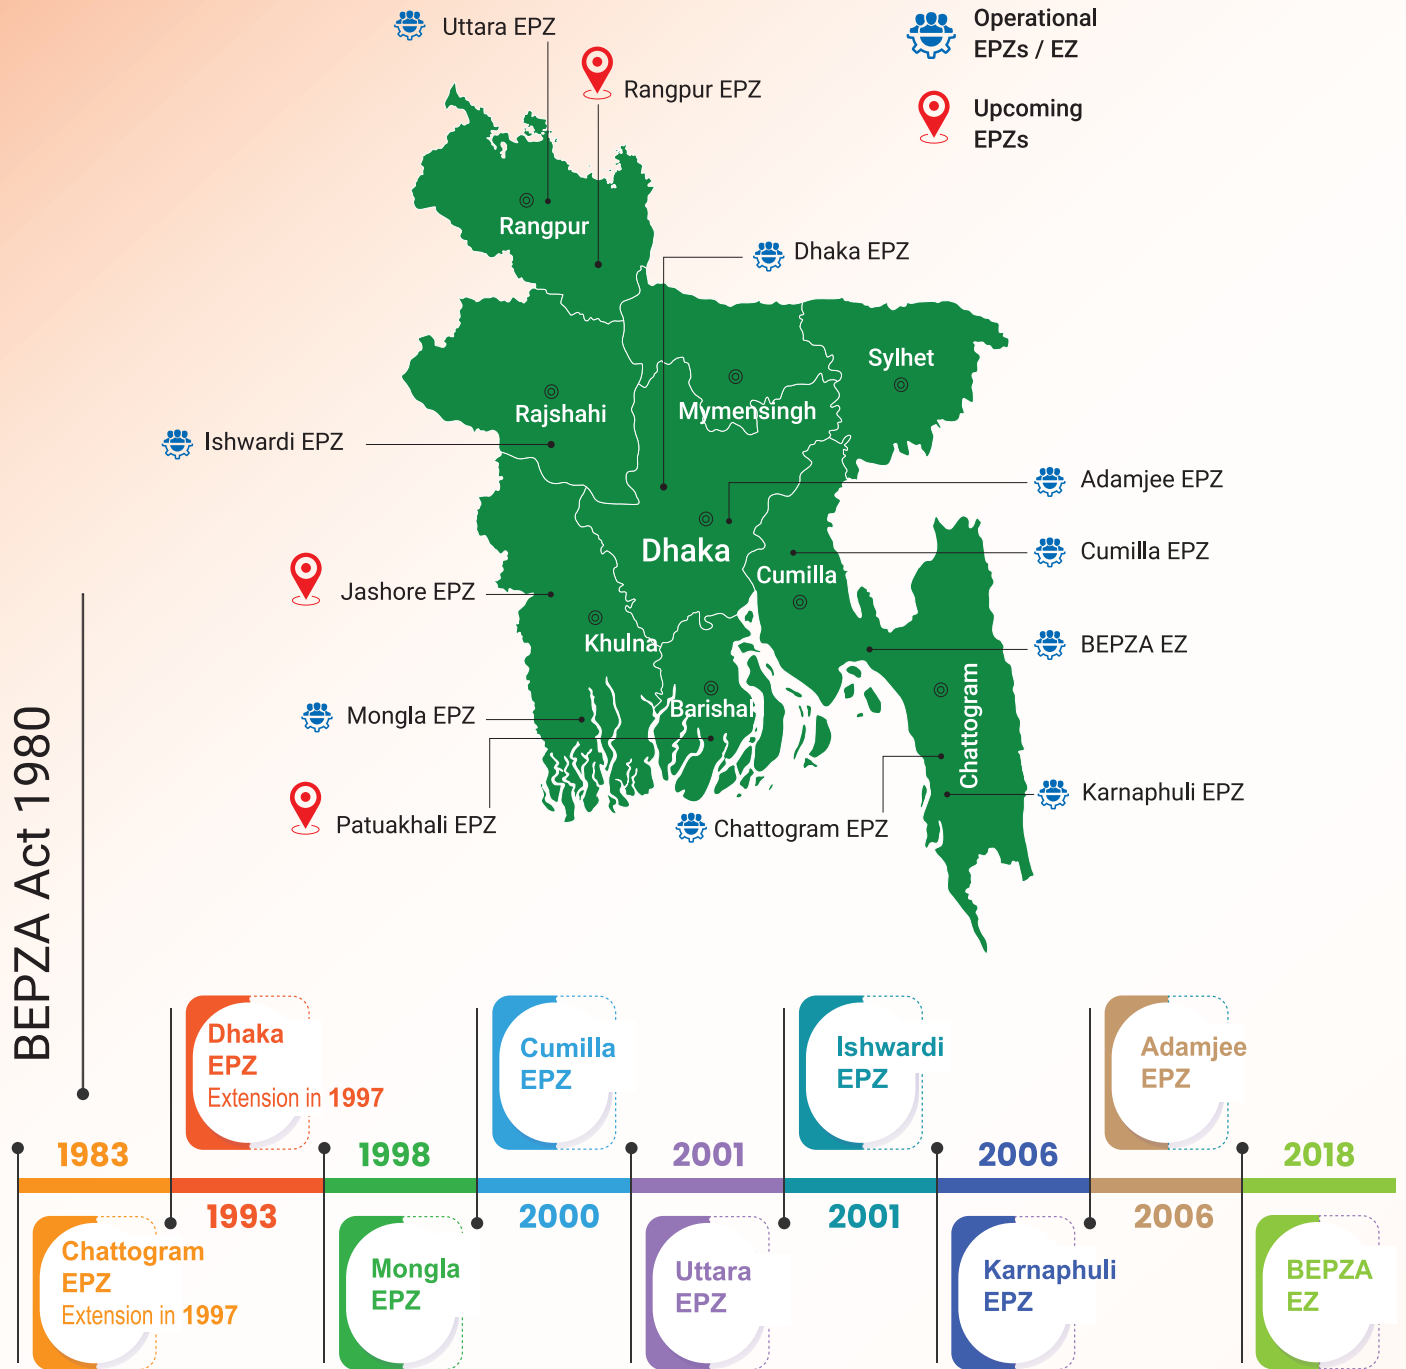 Uttara EPZ
Rangpur EPZ
Operational
EPZs / EZ
Upcoming
EPZs
Rangpur
Dhaka EPZ
Sylhet
Mymensingh
Rajshahi
Ishwardi EPZ
Adamjee EPZ
Dhaka
Cumilla EPZ
Cumilla
Jashore EPZ
Khulna
BEPZA EZ
Chattogram
Barishal
Mongla EPZ
Karnaphuli EPZ
Patuakhali EPZ
Chattogram EPZ
BEPZA Act 1980
1983
Chattogram
EPZ
Extension in 1997
Dhaka
EPZ
Extension in 1997
1993
1998
Mongla
EPZ
Cumilla
EPZ
2000
2001
Uttara
EPZ
Ishwardi
EPZ
2001
2006
Karnaphuli
EPZ
Adamjee
EPZ
2006
2018
BEPZA
EZ